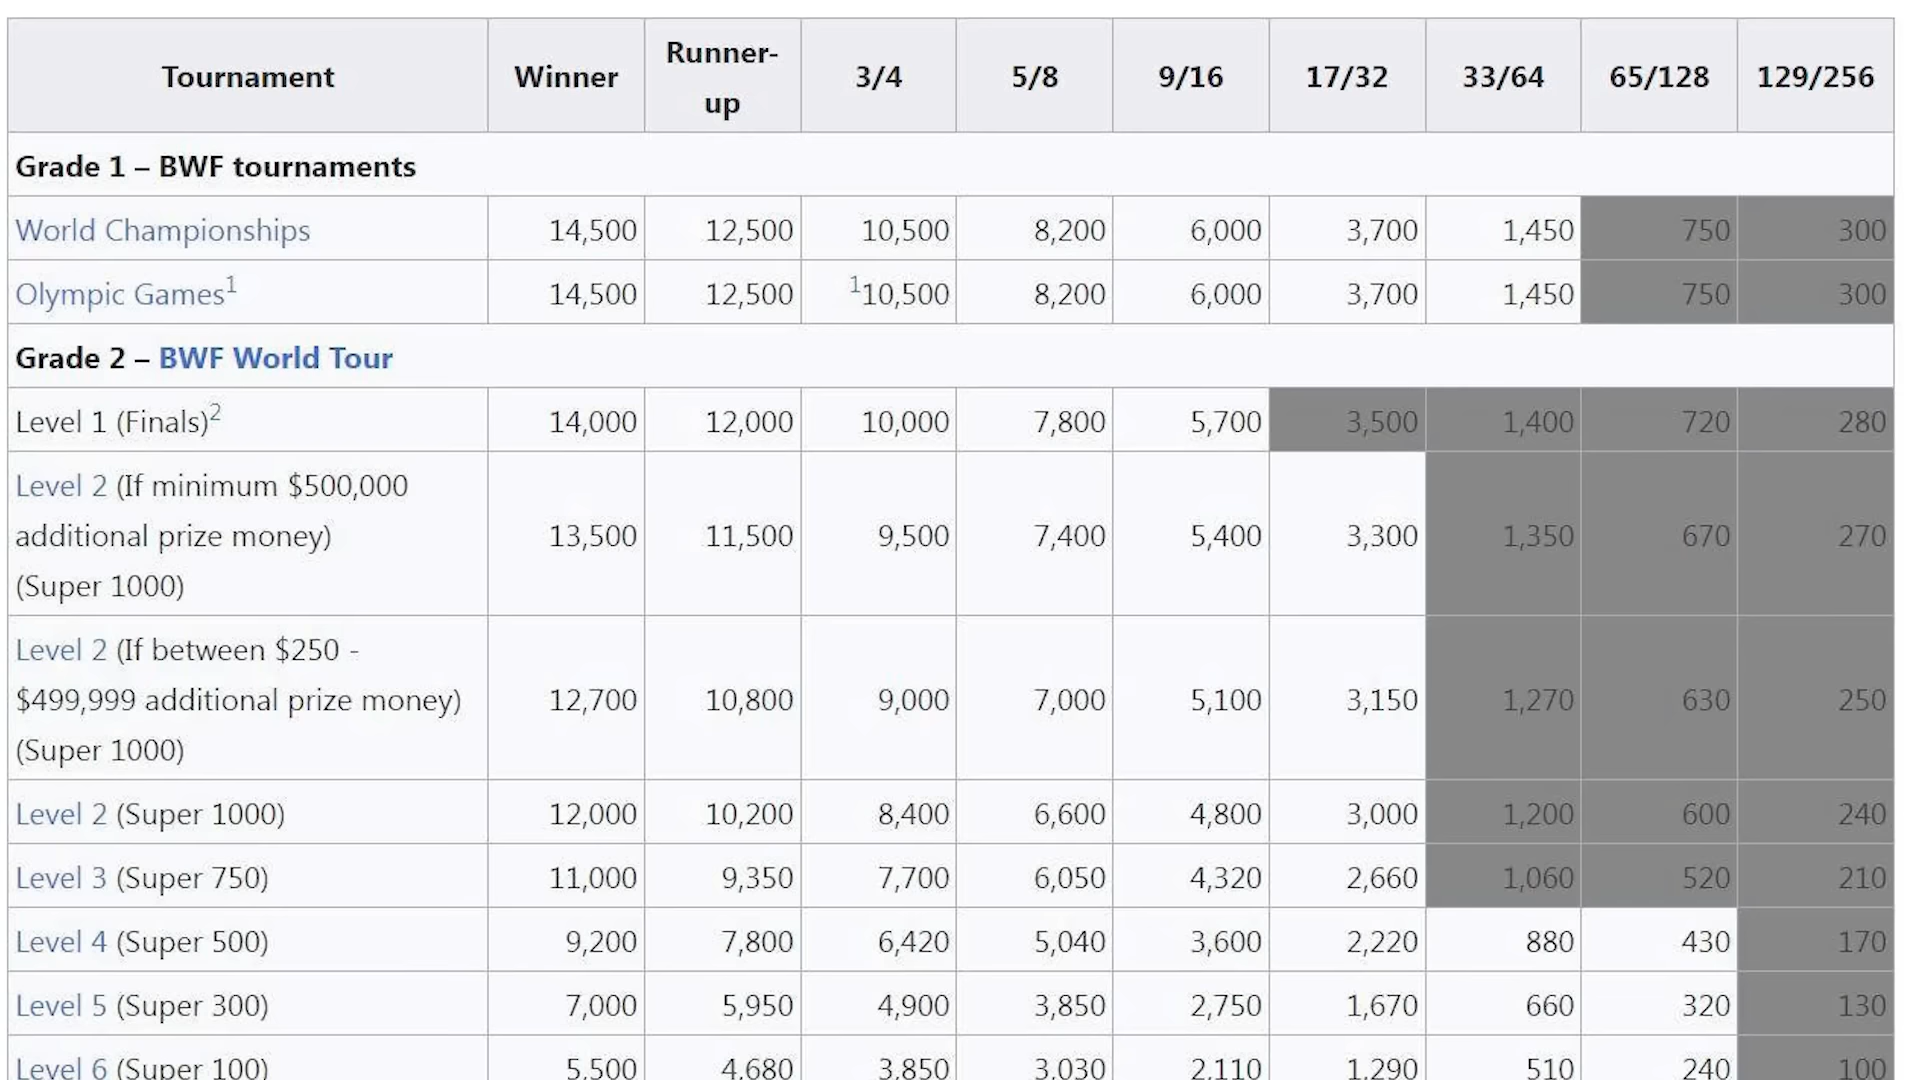 Tournament Winner Runner-up 3/4 5/8 9/16 17/32 33/64 65/128 129/256
Grade 1 – BWF tournaments
World Championships 14,500 12,500 10,500 8,200 6,000 3,700 1,450 750 300
Olympic Games1 14,500 12,500 110,500 8,200 6,000 3,700 1,450 750 300
Grade 2 – BWF World Tour
Level 1 (Finals)2 14,000 12,000 10,000 7,800 5,700 3,500 1,400 720 280
Level 2 (If minimum $500,000
additional prize money)
(Super 1000) 13,500 11,500 9,500 7,400 5,400 3,300 1,350 670 270
Level 2 (If between $250 -
$499,999 additional prize money)
(Super 1000) 12,700 10,800 9,000 7,000 5,100 3,150 1,270 630 250
Level 2 (Super 1000) 12,000 10,200 8,400 6,600 4,800 3,000 1,200 600 240
Level 3 (Super 750) 11,000 9,350 7,700 6,050 4,320 2,660 1,060 520 210
Level 4 (Super 500) 9,200 7,800 6,420 5,040 3,600 2,220 880 430 170
Level 5 (Super 300) 7,000 5,950 4,900 3,850 2,750 1,670 660 320 130
Level 6 (Super 100) 5,500 4,680 3,850 3,030 2,110 1,290 510 240 100